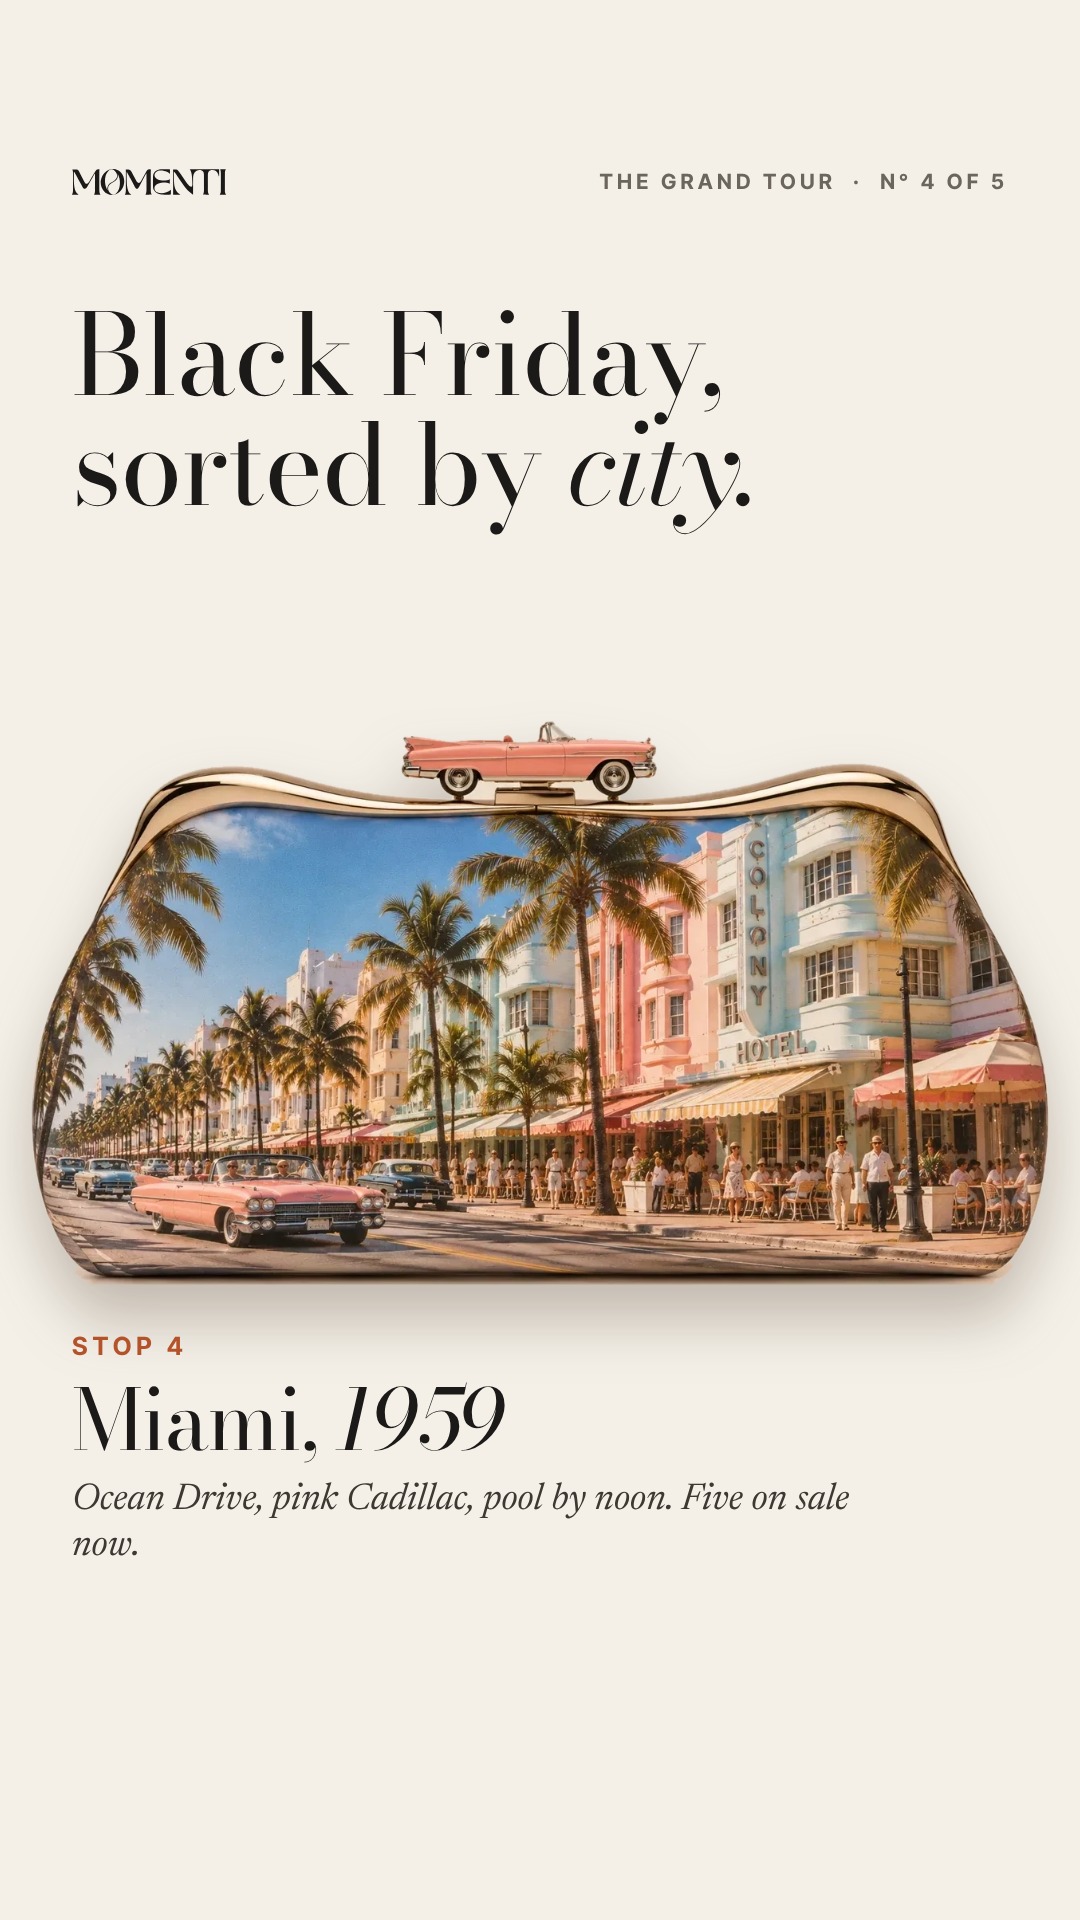 MOMENTI
THE GRAND TOUR · N° 4 OF 5
Black Friday,
sorted by city.
COLONY
HOTEL
STOP 4
Miami, 1959
Ocean Drive, pink Cadillac, pool by noon. Five on sale
now.